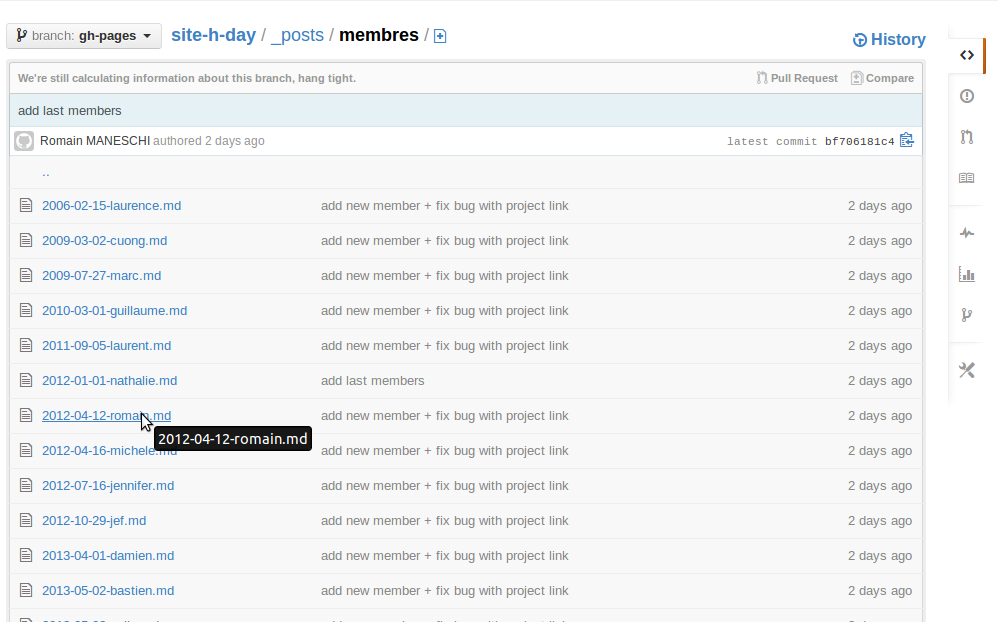 branch: gh-pages site-h-day / _posts / membres /
History
We're still calculating information about this branch, hang tight. Pull Request Compare
add last members
Romain MANESCHI authored 2 days ago latest commit bf706181c4
..
2006-02-15-laurence.md add new member + fix bug with project link 2 days ago
2009-03-02-cuong.md add new member + fix bug with project link 2 days ago
2009-07-27-marc.md add new member + fix bug with project link 2 days ago
2010-03-01-guillaume.md add new member + fix bug with project link 2 days ago
2011-09-05-laurent.md add new member + fix bug with project link 2 days ago
2012-01-01-nathalie.md add last members 2 days ago
2012-04-12-romain.md add new member + fix bug with project link 2 days ago
2012-04-12-romain.md
2012-04-16-michele.md add new member + fix bug with project link 2 days ago
2012-07-16-jennifer.md add new member + fix bug with project link 2 days ago
2012-10-29-jef.md add new member + fix bug with project link 2 days ago
2013-04-01-damien.md add new member + fix bug with project link 2 days ago
2013-05-02-bastien.md add new member + fix bug with project link 2 days ago